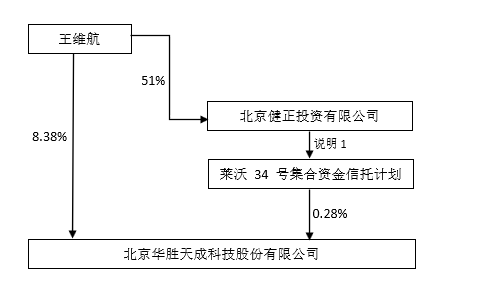 王维航
51%
北京健正投资有限公司
8.38%
说明 1
莱沃 34 号集合资金信托计划
0.28%
北京华胜天成科技股份有限公司